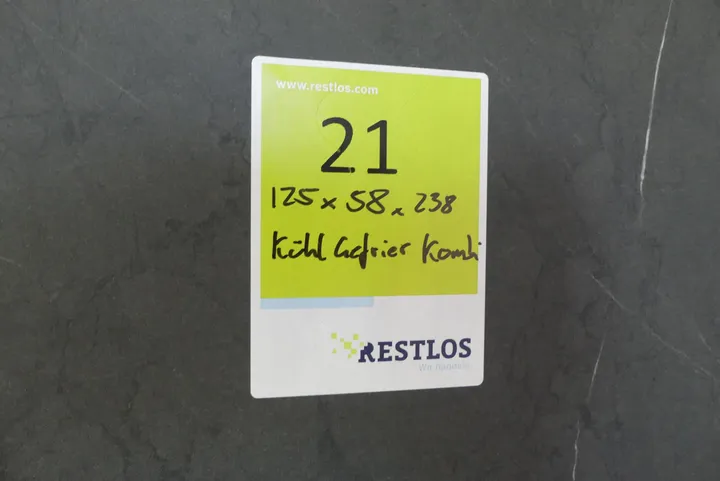 www.restlos.com
21
125 x 58 x 238
Kühl Gefrier Kombi
RESTLOS